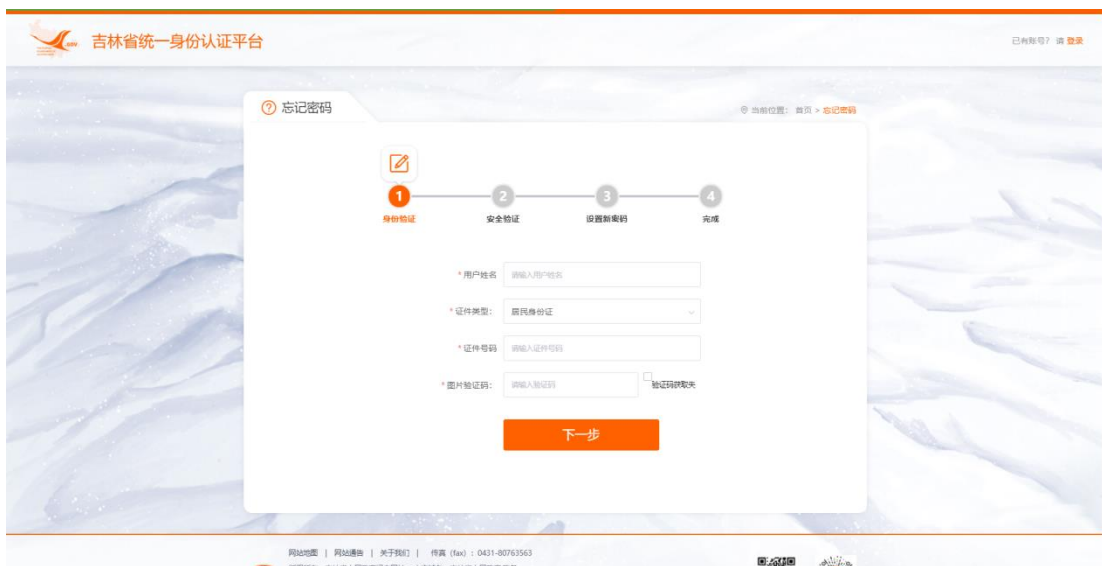 吉林省统一身份认证平台
已有账号？请 登录
忘记密码
当前位置： 首页 > 忘记密码
1 2 3 4
身份验证 安全验证 设置新密码 完成
* 用户姓名 请输入用户姓名
* 证件类型： 居民身份证
* 证件号码 请输入证件号码
* 图片验证码： 请输入验证码 验证码获取失
下一步
网站地图 | 网站通告 | 关于我们 | 传真 (fax) : 0431-80763563